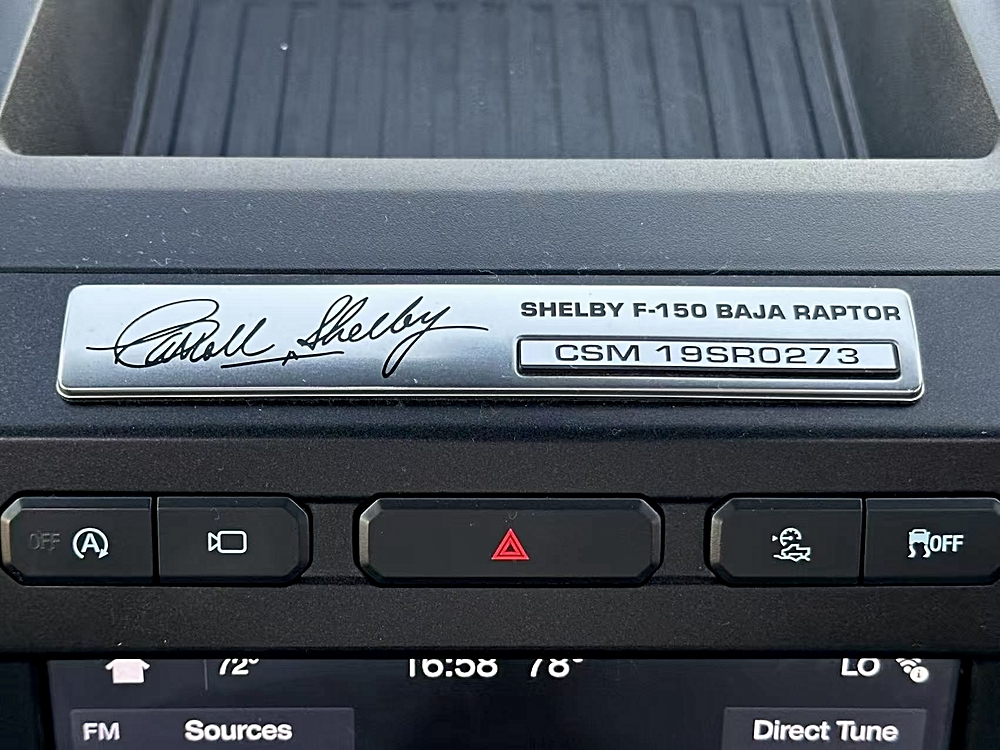 Carroll Shelby
SHELBY F-150 BAJA RAPTOR
CSM 19SR0273
OFF A
OFF
72° 16:58 78° LO
FM Sources Direct Tune